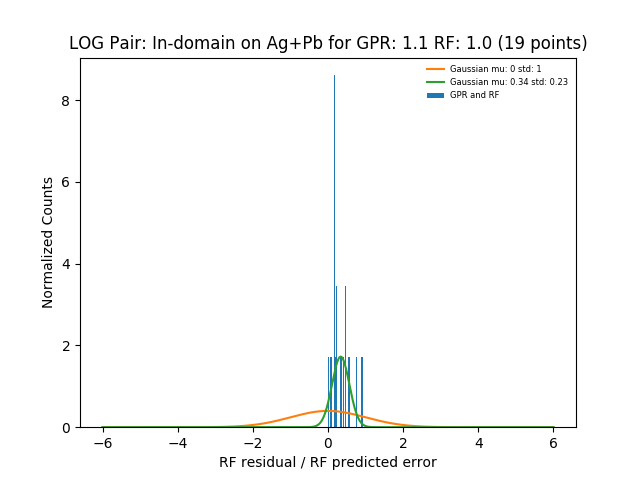 LOG Pair: In-domain on Ag+Pb for GPR: 1.1 RF: 1.0 (19 points)
Gaussian mu: 0 std: 1
Gaussian mu: 0.34 std: 0.23
GPR and RF
Normalized Counts
8
6
4
2
0
−6 −4 −2 0 2 4 6
RF residual / RF predicted error